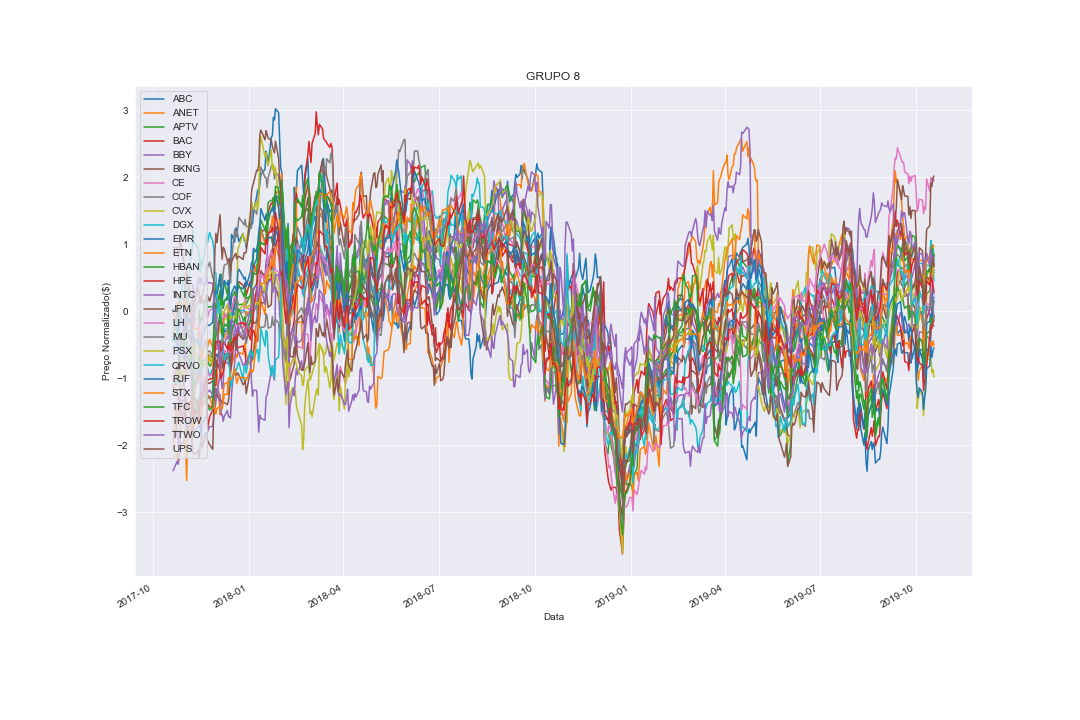 GRUPO 8
3
2
1
0
−1
−2
−3
Preço Normalizado($)
ABC
ANET
APTV
BAC
BBY
BKNG
CE
COF
CVX
DGX
EMR
ETN
HBAN
HPE
INTC
JPM
LH
MU
PSX
QRVO
RJF
STX
TFC
TROW
TTWO
UPS
2017-10
2018-01
2018-04
2018-07
2018-10
2019-01
2019-04
2019-07
2019-10
Data